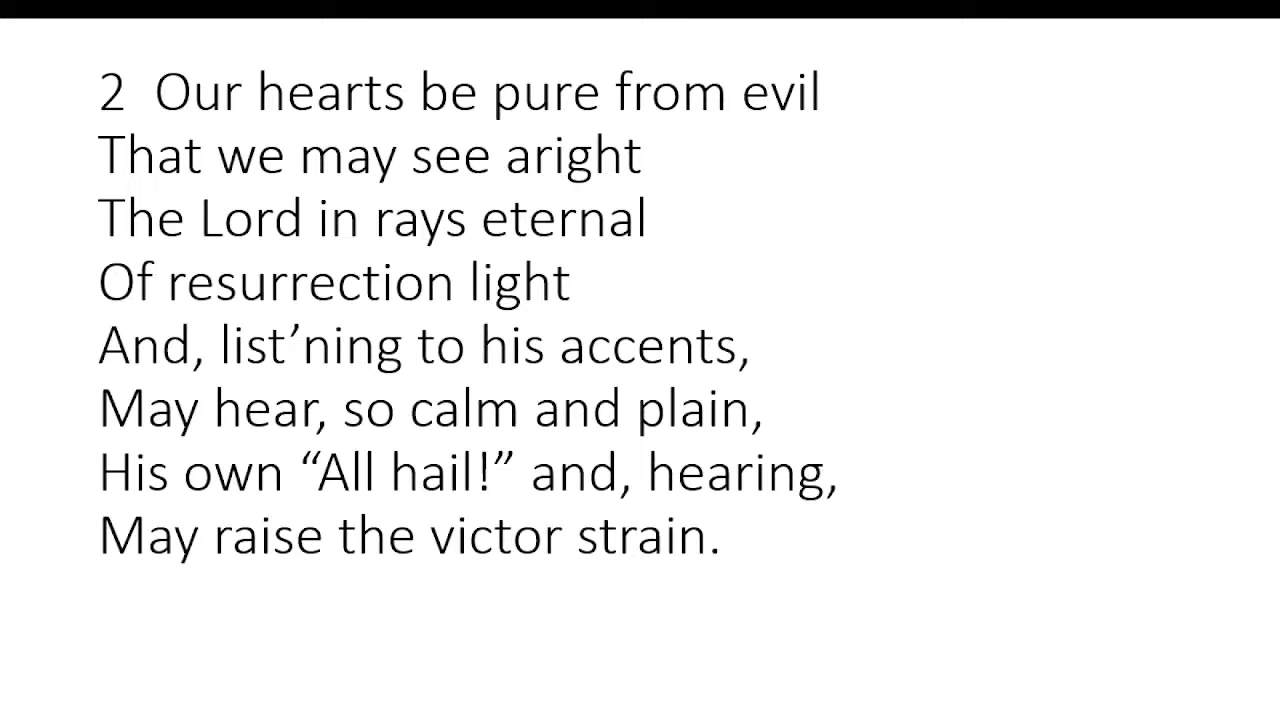 2  Our hearts be pure from evil
That we may see aright
The Lord in rays eternal
Of resurrection light
And, list’ning to his accents,
May hear, so calm and plain,
His own “All hail!” and, hearing,
May raise the victor strain.